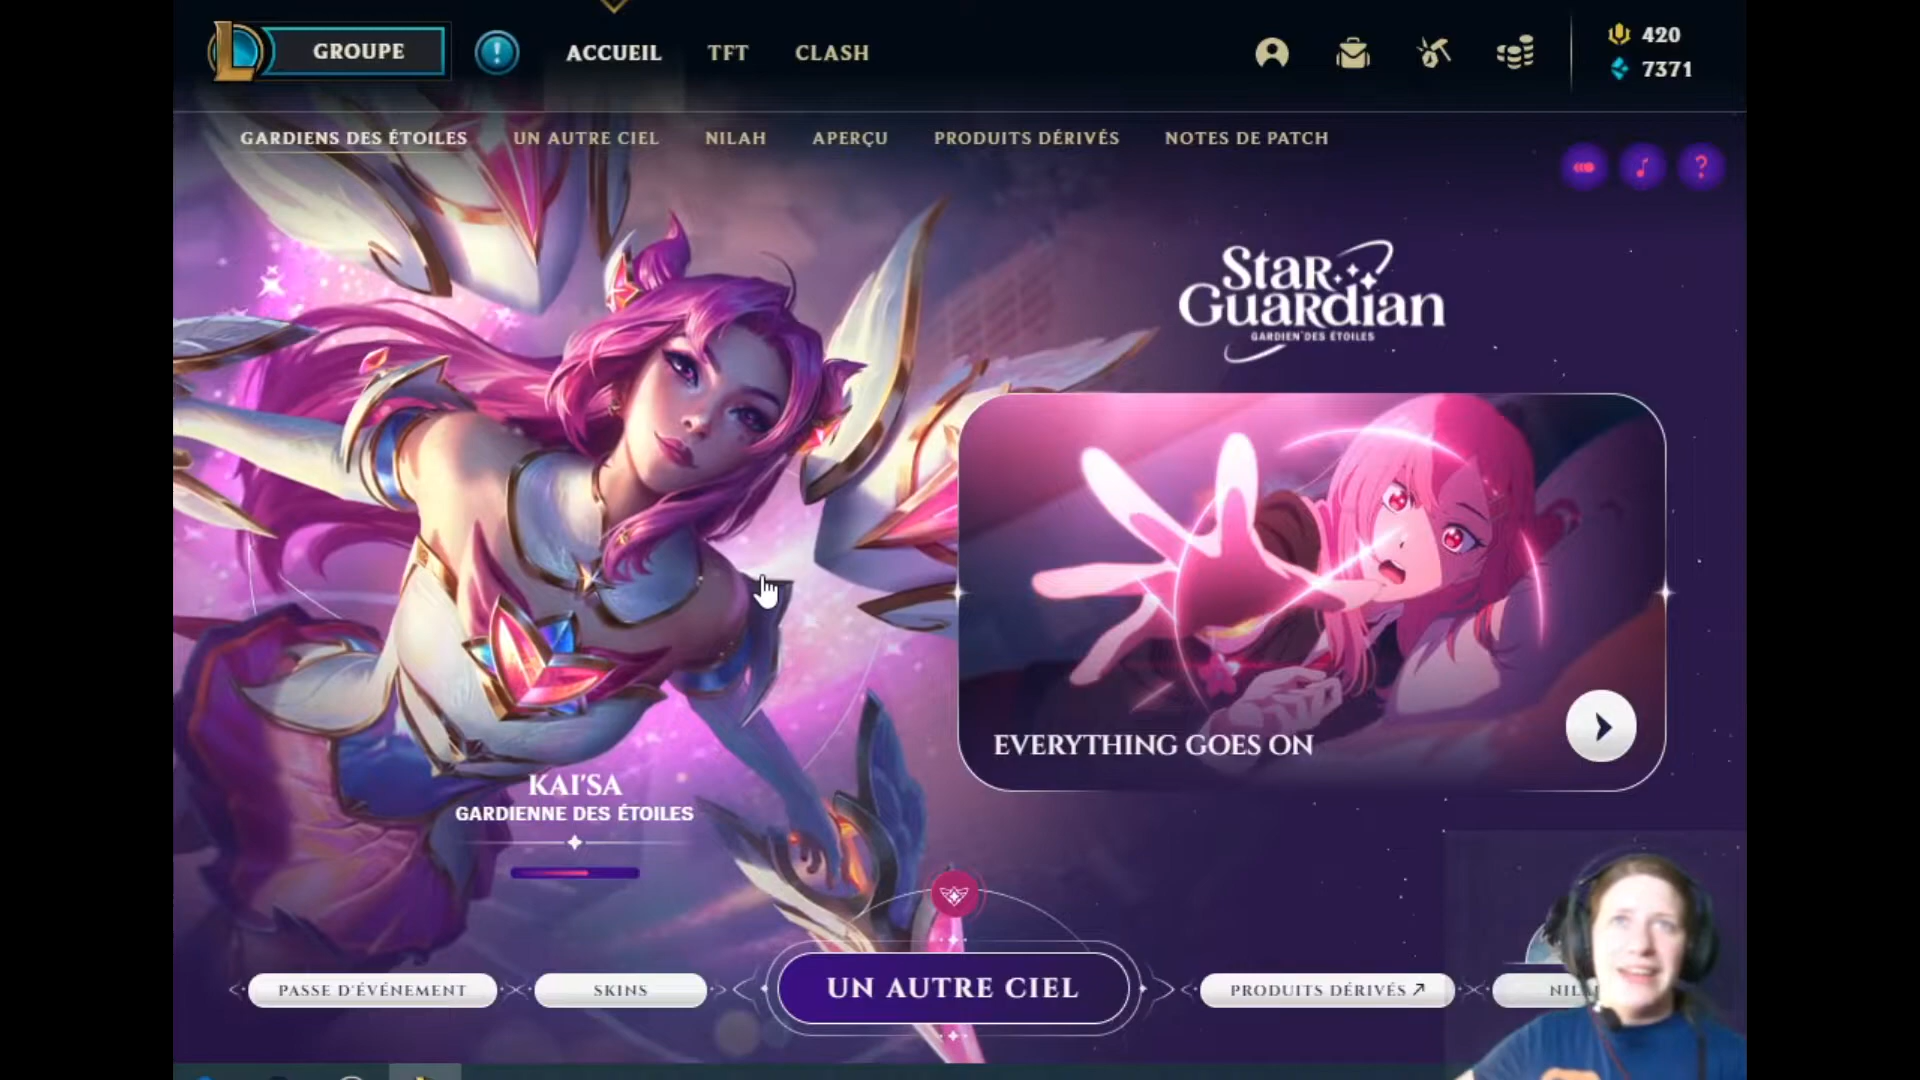 GROUPE
ACCUEIL
TFT
CLASH
420
7371
GARDIENS DES ÉTOILES
UN AUTRE CIEL
NILAH
APERÇU
PRODUITS DÉRIVÉS
NOTES DE PATCH
?
STAR
GUARDIAN
GARDIEN DES ÉTOILES
EVERYTHING GOES ON
KAI'SA
GARDIENNE DES ÉTOILES
PASSE D'ÉVÉNEMENT
SKINS
UN AUTRE CIEL
PRODUITS DÉRIVÉS